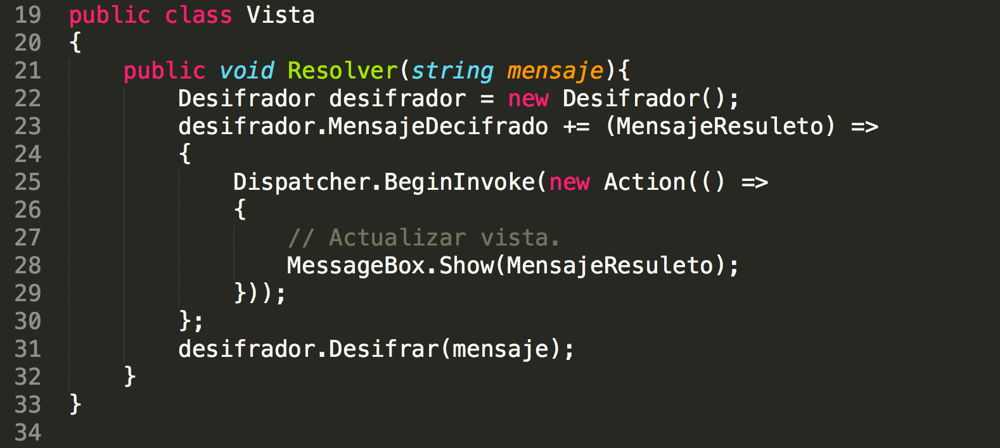 19 public class Vista
20 {
21     public void Resolver(string mensaje){
22         Desifrador desifrador = new Desifrador();
23         desifrador.MensajeDecifrado += (MensajeResuleto) =>
24         {
25             Dispatcher.BeginInvoke(new Action(() =>
26             {
27                 // Actualizar vista.
28                 MessageBox.Show(MensajeResuleto);
29             }));
30         };
31         desifrador.Desifrar(mensaje);
32     }
33 }
34